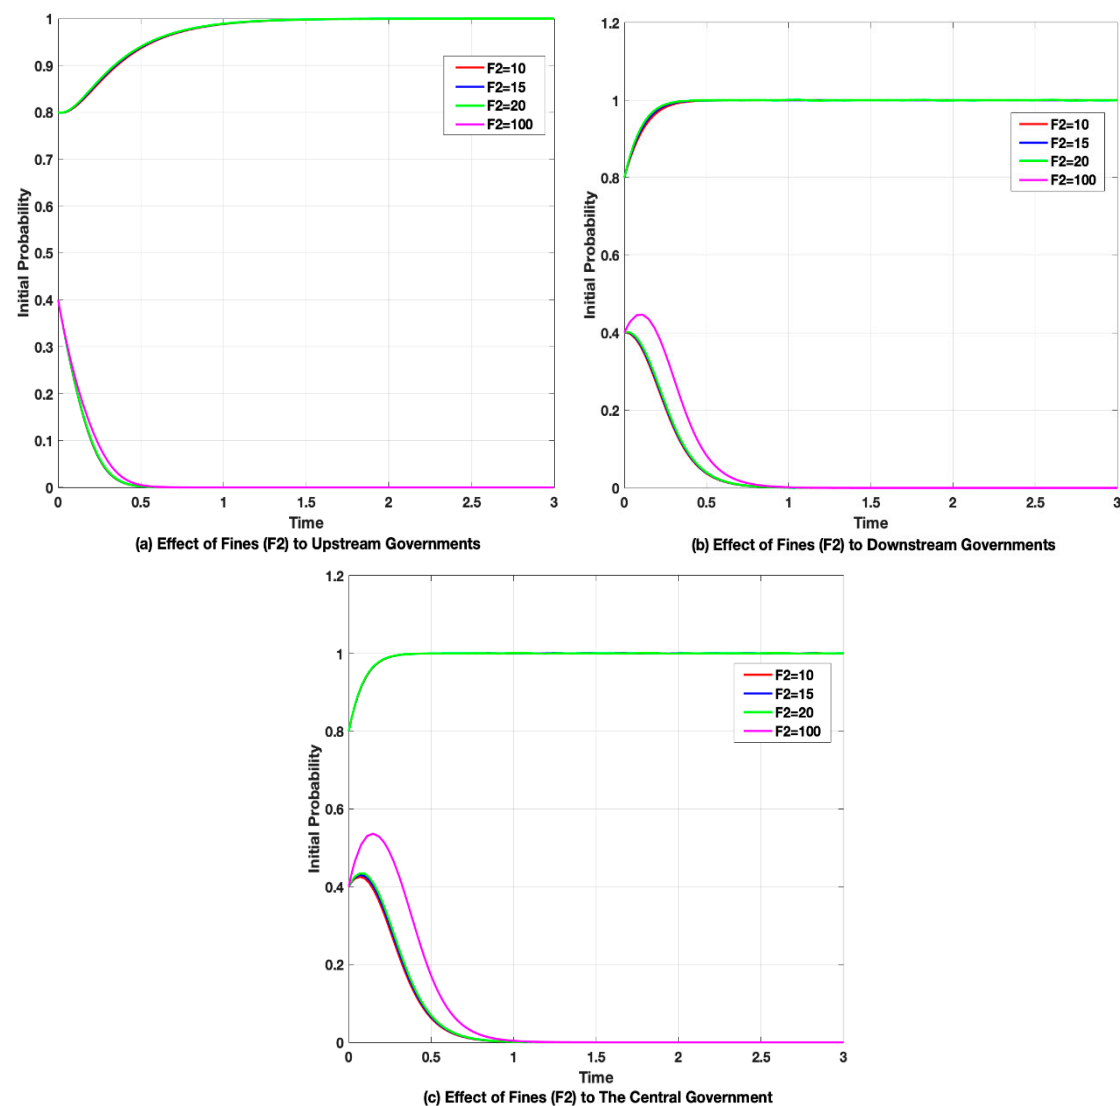 1
0.9
0.8
0.7
0.6
0.5
0.4
0.3
0.2
0.1
0
Initial Probability
F2=10
F2=15
F2=20
F2=100
0
0.5
1
1.5
2
2.5
3
Time
(a) Effect of Fines (F2) to Upstream Governments
1.2
1
0.8
0.6
0.4
0.2
0
Initial Probability
F2=10
F2=15
F2=20
F2=100
0
0.5
1
1.5
2
2.5
3
Time
(b) Effect of Fines (F2) to Downstream Governments
1.2
1
0.8
0.6
0.4
0.2
0
Initial Probability
F2=10
F2=15
F2=20
F2=100
0
0.5
1
1.5
2
2.5
3
Time
(c) Effect of Fines (F2) to The Central Government